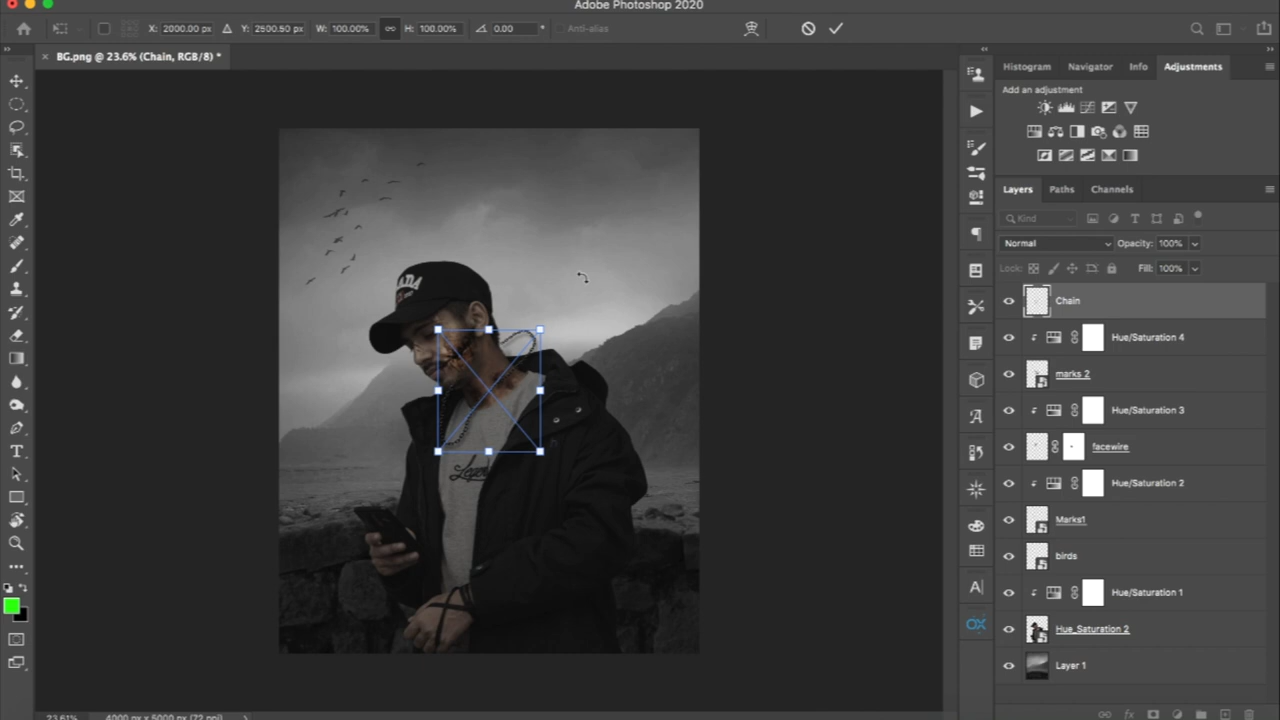 Adobe Photoshop 2020
X: 2000.00 px Y: 2500.50 px W: 100.00% H: 100.00% 0.00 ° Anti-alias
× BG.png @ 23.6% (Chain, RGB/8) *
Histogram Navigator Info Adjustments
Add an adjustment
Layers Paths Channels
Kind
Normal Opacity: 100%
Lock: Fill: 100%
Chain
Hue/Saturation 4
marks 2
Hue/Saturation 3
facewire
Hue/Saturation 2
Marks1
birds
Hue/Saturation 1
Hue_Saturation 2
Layer 1
23.61% 4000 px x 5000 px (72 ppi)